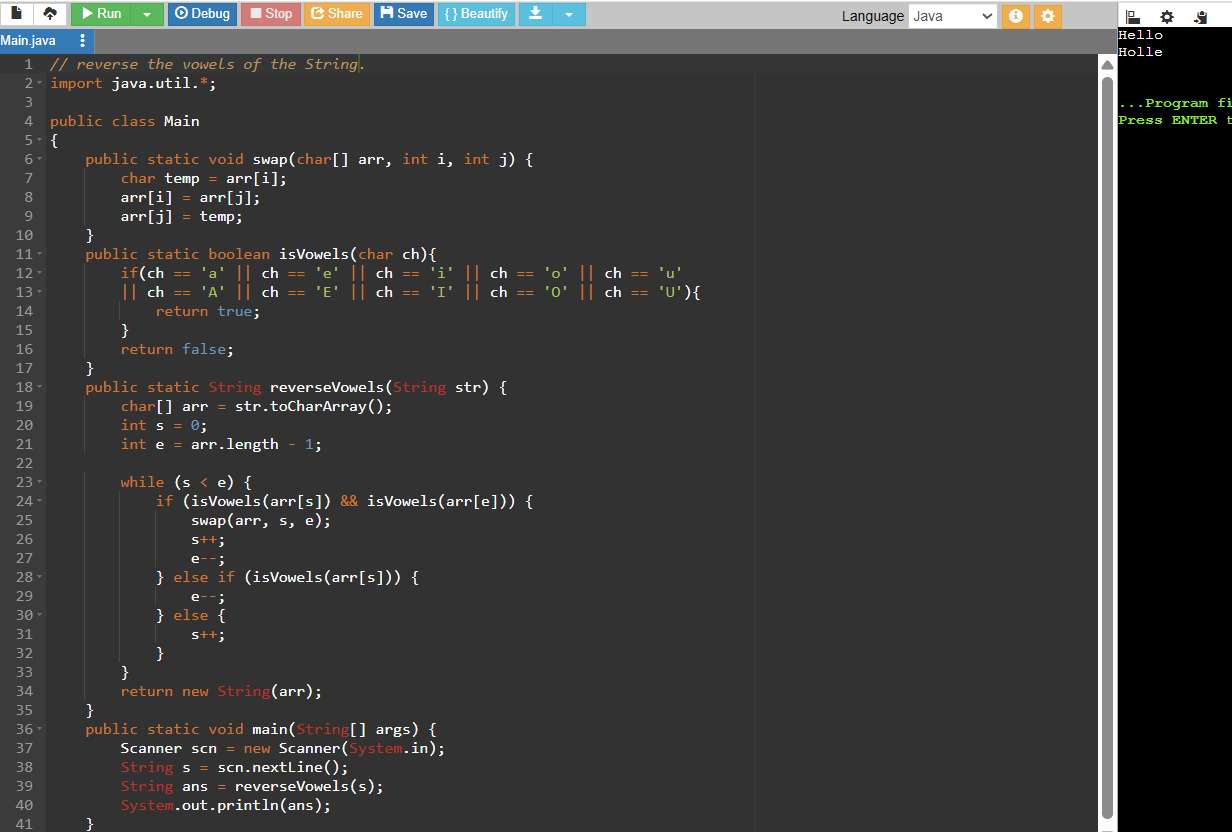 Run Debug Stop Share Save { } Beautify Language Java
Main.java
1 // reverse the vowels of the String.
2 import java.util.*;
3
4 public class Main
5 {
6 public static void swap(char[] arr, int i, int j) {
7 char temp = arr[i];
8 arr[i] = arr[j];
9 arr[j] = temp;
10 }
11 public static boolean isVowels(char ch){
12 if(ch == 'a' || ch == 'e' || ch == 'i' || ch == 'o' || ch == 'u'
13 || ch == 'A' || ch == 'E' || ch == 'I' || ch == 'O' || ch == 'U'){
14 return true;
15 }
16 return false;
17 }
18 public static String reverseVowels(String str) {
19 char[] arr = str.toCharArray();
20 int s = 0;
21 int e = arr.length - 1;
22
23 while (s < e) {
24 if (isVowels(arr[s]) && isVowels(arr[e])) {
25 swap(arr, s, e);
26 s++;
27 e--;
28 } else if (isVowels(arr[s])) {
29 e--;
30 } else {
31 s++;
32 }
33 }
34 return new String(arr);
35 }
36 public static void main(String[] args) {
37 Scanner scn = new Scanner(System.in);
38 String s = scn.nextLine();
39 String ans = reverseVowels(s);
40 System.out.println(ans);
41 }
Hello
Holle
...Program fi
Press ENTER t